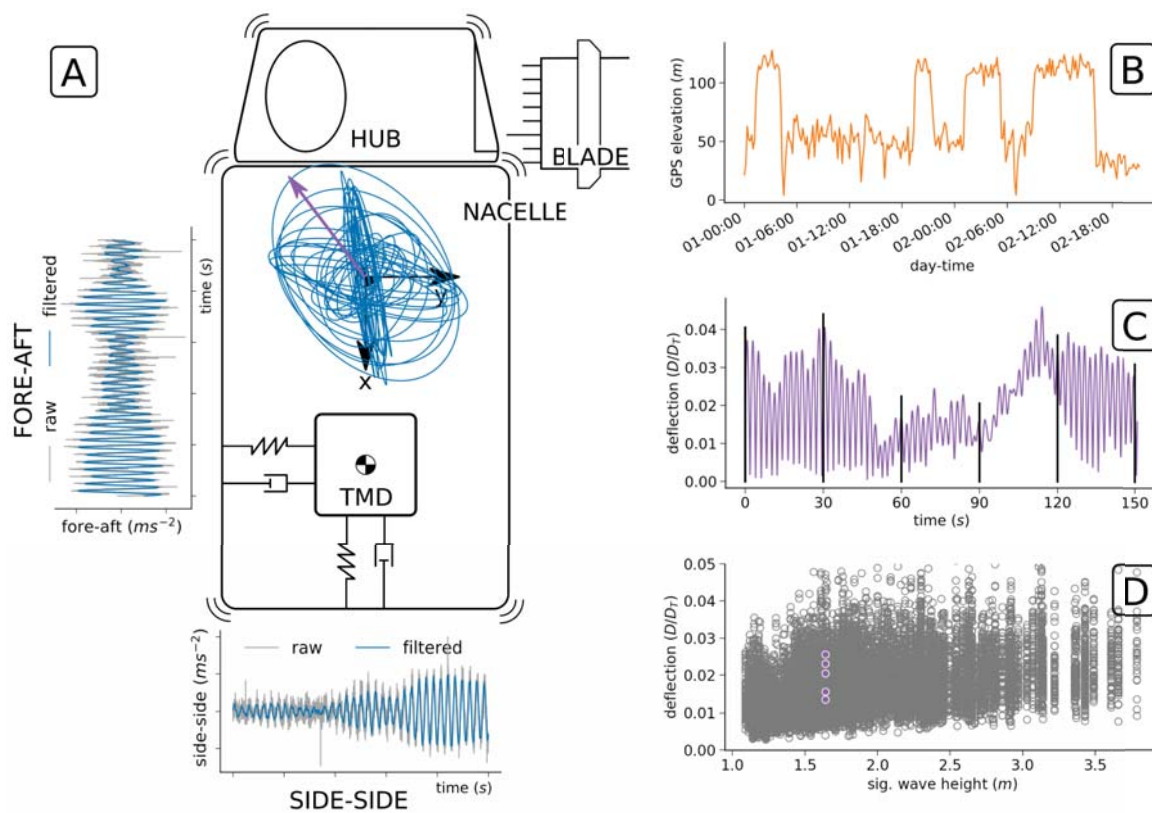 A
HUB
BLADE
NACELLE
y
x
TMD
FORE-AFT
raw
filtered
time (s)
fore-aft (ms⁻²)
side-side (ms⁻²)
raw
filtered
time (s)
SIDE-SIDE
B
GPS elevation (m)
100
50
0
01-00:00
01-06:00
01-12:00
01-18:00
02-00:00
02-06:00
02-12:00
02-18:00
day-time
C
deflection (D/D_T)
0.04
0.03
0.02
0.01
0.00
0
30
60
90
120
150
time (s)
D
deflection (D/D_T)
0.05
0.04
0.03
0.02
0.01
0.00
1.0
1.5
2.0
2.5
3.0
3.5
sig. wave height (m)